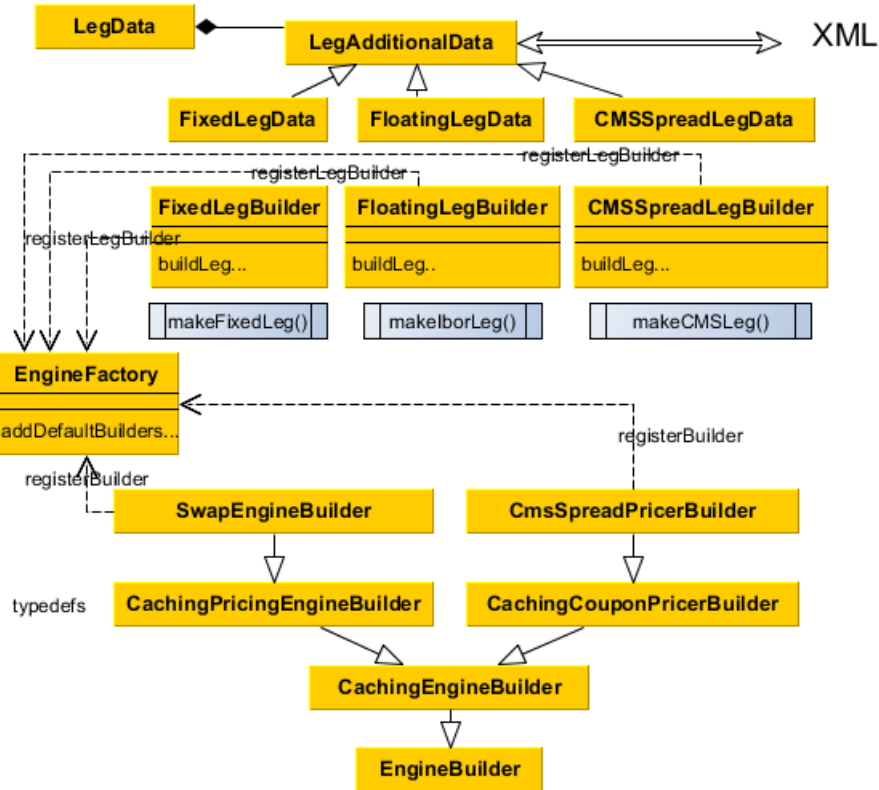 LegData
LegAdditionalData
XML
FixedLegData
FloatingLegData
CMSSpreadLegData
registerLegBuilder
registerLegBuilder
FixedLegBuilder
FloatingLegBuilder
CMSSpreadLegBuilder
registerLegBuilder
buildLeg...
buildLeg..
buildLeg...
makeFixedLeg()
makeIborLeg()
makeCMSLeg()
EngineFactory
addDefaultBuilders...
registerBuilder
registerBuilder
SwapEngineBuilder
CmsSpreadPricerBuilder
typedefs
CachingPricingEngineBuilder
CachingCouponPricerBuilder
CachingEngineBuilder
EngineBuilder